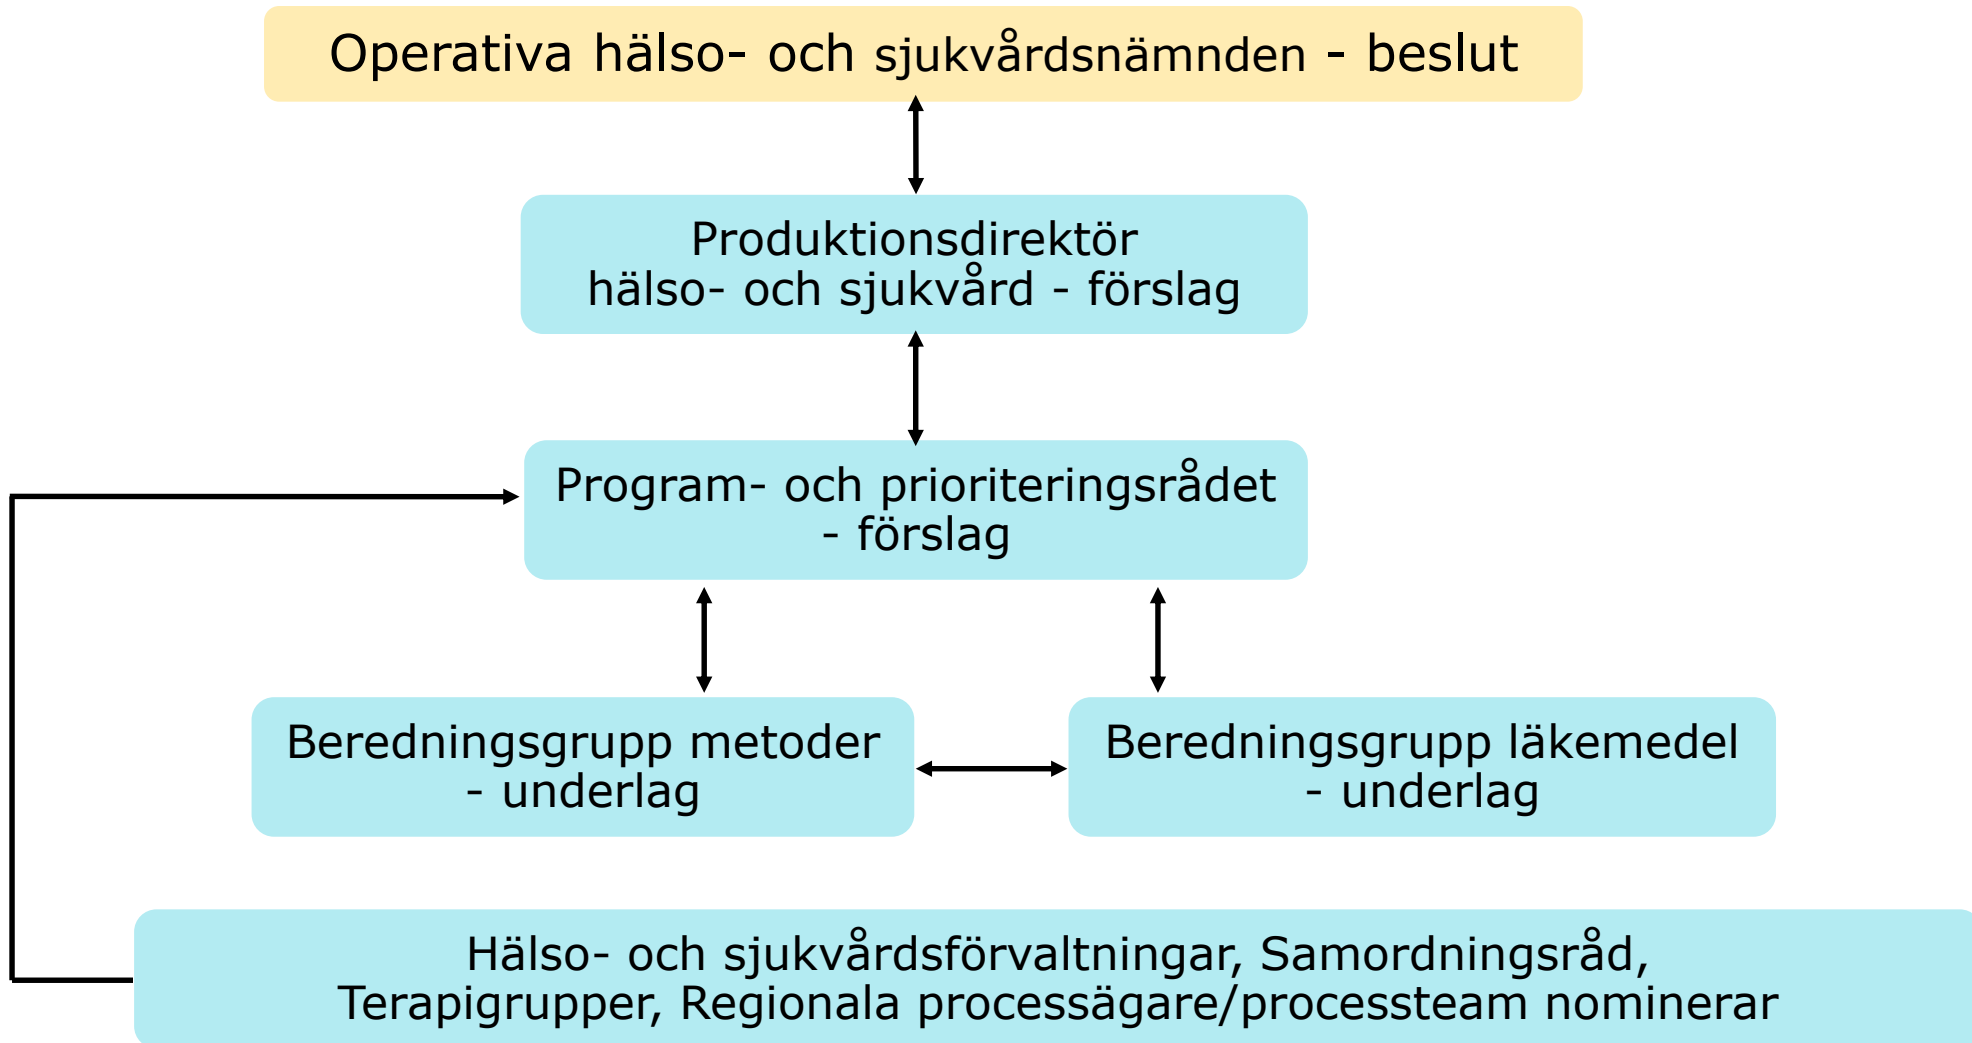 Operativa hälso- och sjukvårdsnämnden - beslut
Produktionsdirektör
hälso- och sjukvård - förslag
Program- och prioriteringsrådet
- förslag
Beredningsgrupp metoder
- underlag
Beredningsgrupp läkemedel
- underlag
Hälso- och sjukvårdsförvaltningar, Samordningsråd,
Terapigrupper, Regionala processägare/processteam nominerar